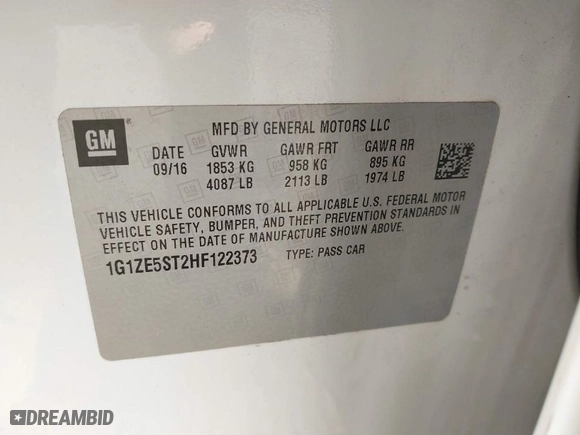 GM
MFD BY GENERAL MOTORS LLC
DATE GVWR GAWR FRT GAWR RR
09/16 1853 KG 958 KG 895 KG
4087 LB 2113 LB 1974 LB
THIS VEHICLE CONFORMS TO ALL APPLICABLE U.S. FEDERAL MOTOR
VEHICLE SAFETY, BUMPER, AND THEFT PREVENTION STANDARDS IN
EFFECT ON THE DATE OF MANUFACTURE SHOWN ABOVE.
1G1ZE5ST2HF122373 TYPE: PASS CAR
DREAMBID